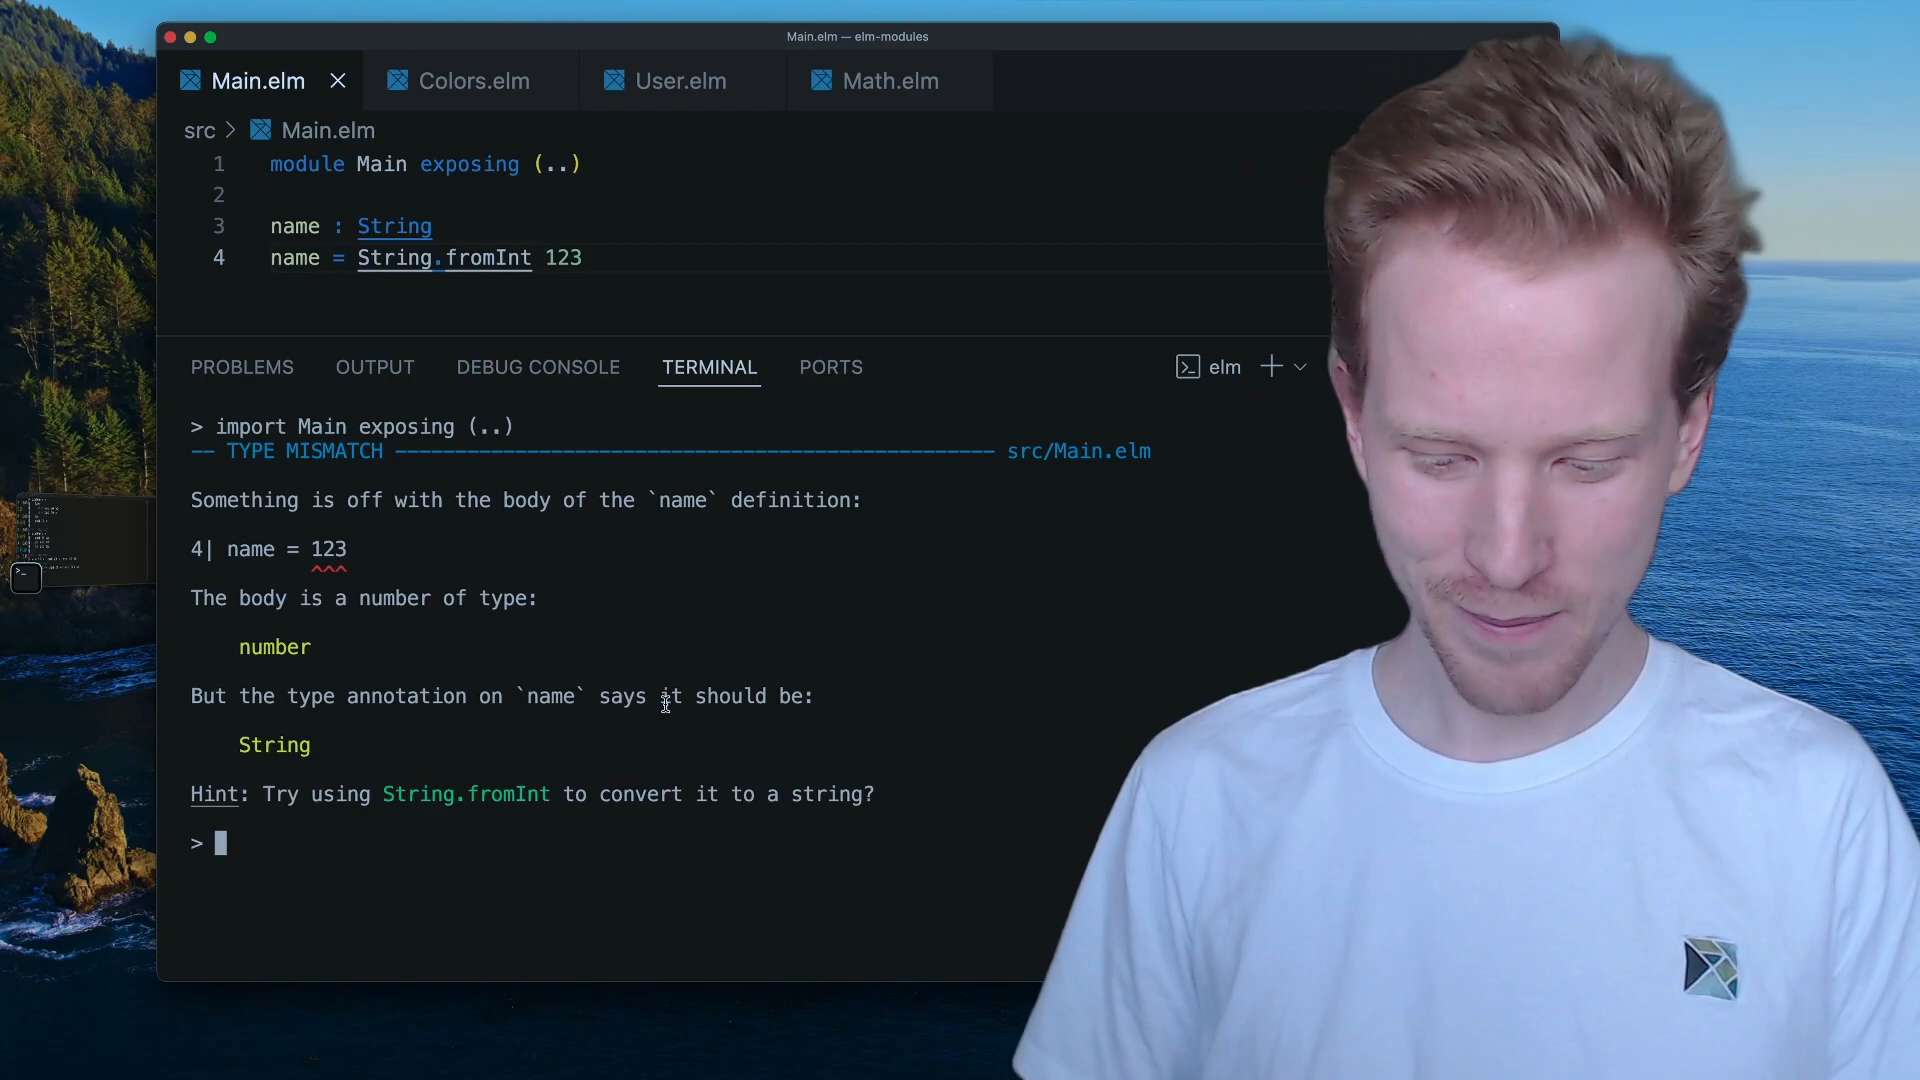 Main.elm — elm-modules
Main.elm
Colors.elm
User.elm
Math.elm
src > Main.elm
1 module Main exposing (..)
2
3 name : String
4 name = String.fromInt 123
PROBLEMS
OUTPUT
DEBUG CONSOLE
TERMINAL
PORTS
elm
> import Main exposing (..)
-- TYPE MISMATCH -------------------------------------------------- src/Main.elm
Something is off with the body of the `name` definition:
4| name = 123
^^^
The body is a number of type:
number
But the type annotation on `name` says it should be:
String
Hint: Try using String.fromInt to convert it to a string?
>